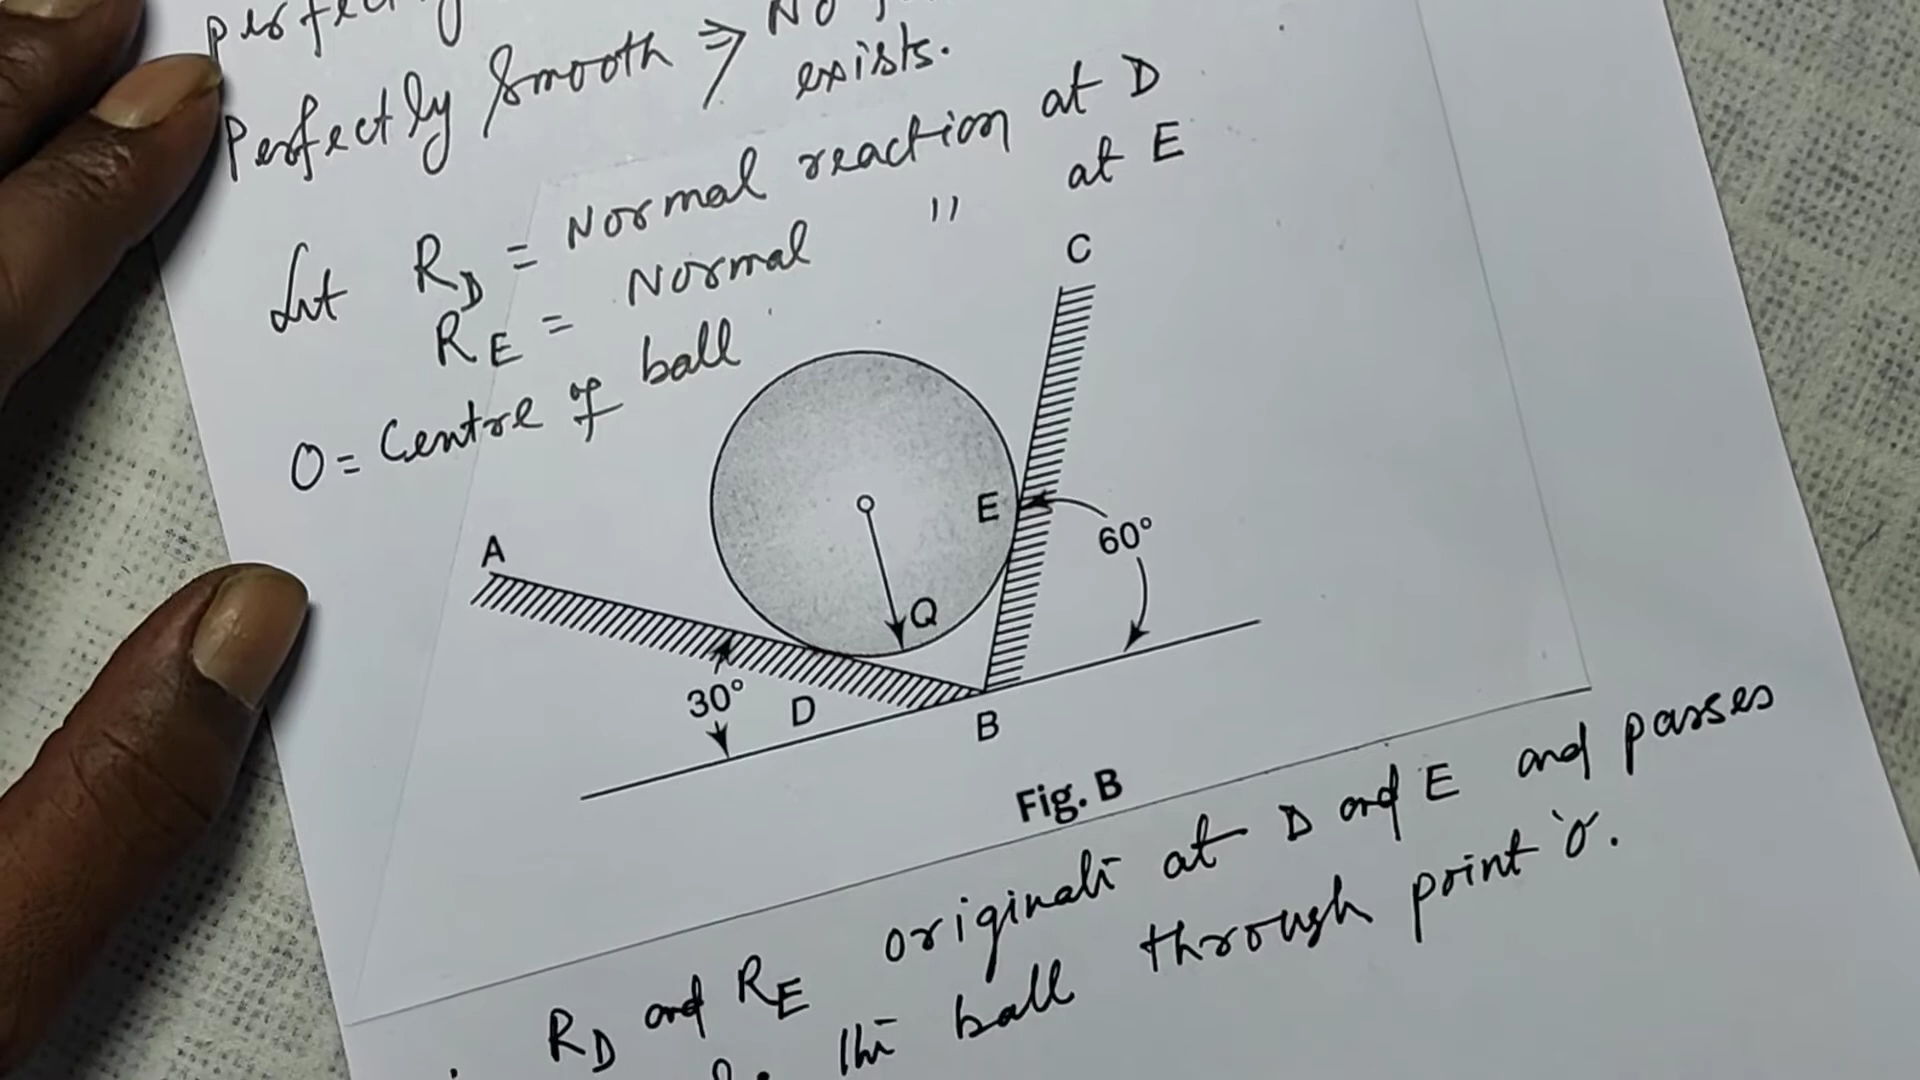 Perfectly Smooth ⇒ No
exists.
Let R_D = Normal reaction at D
R_E = Normal " at E
O = Centre of ball
C
E
60°
A
Q
30°
D
B
Fig. B
R_D and R_E originate at D and E and passes
the ball through point 'O'.